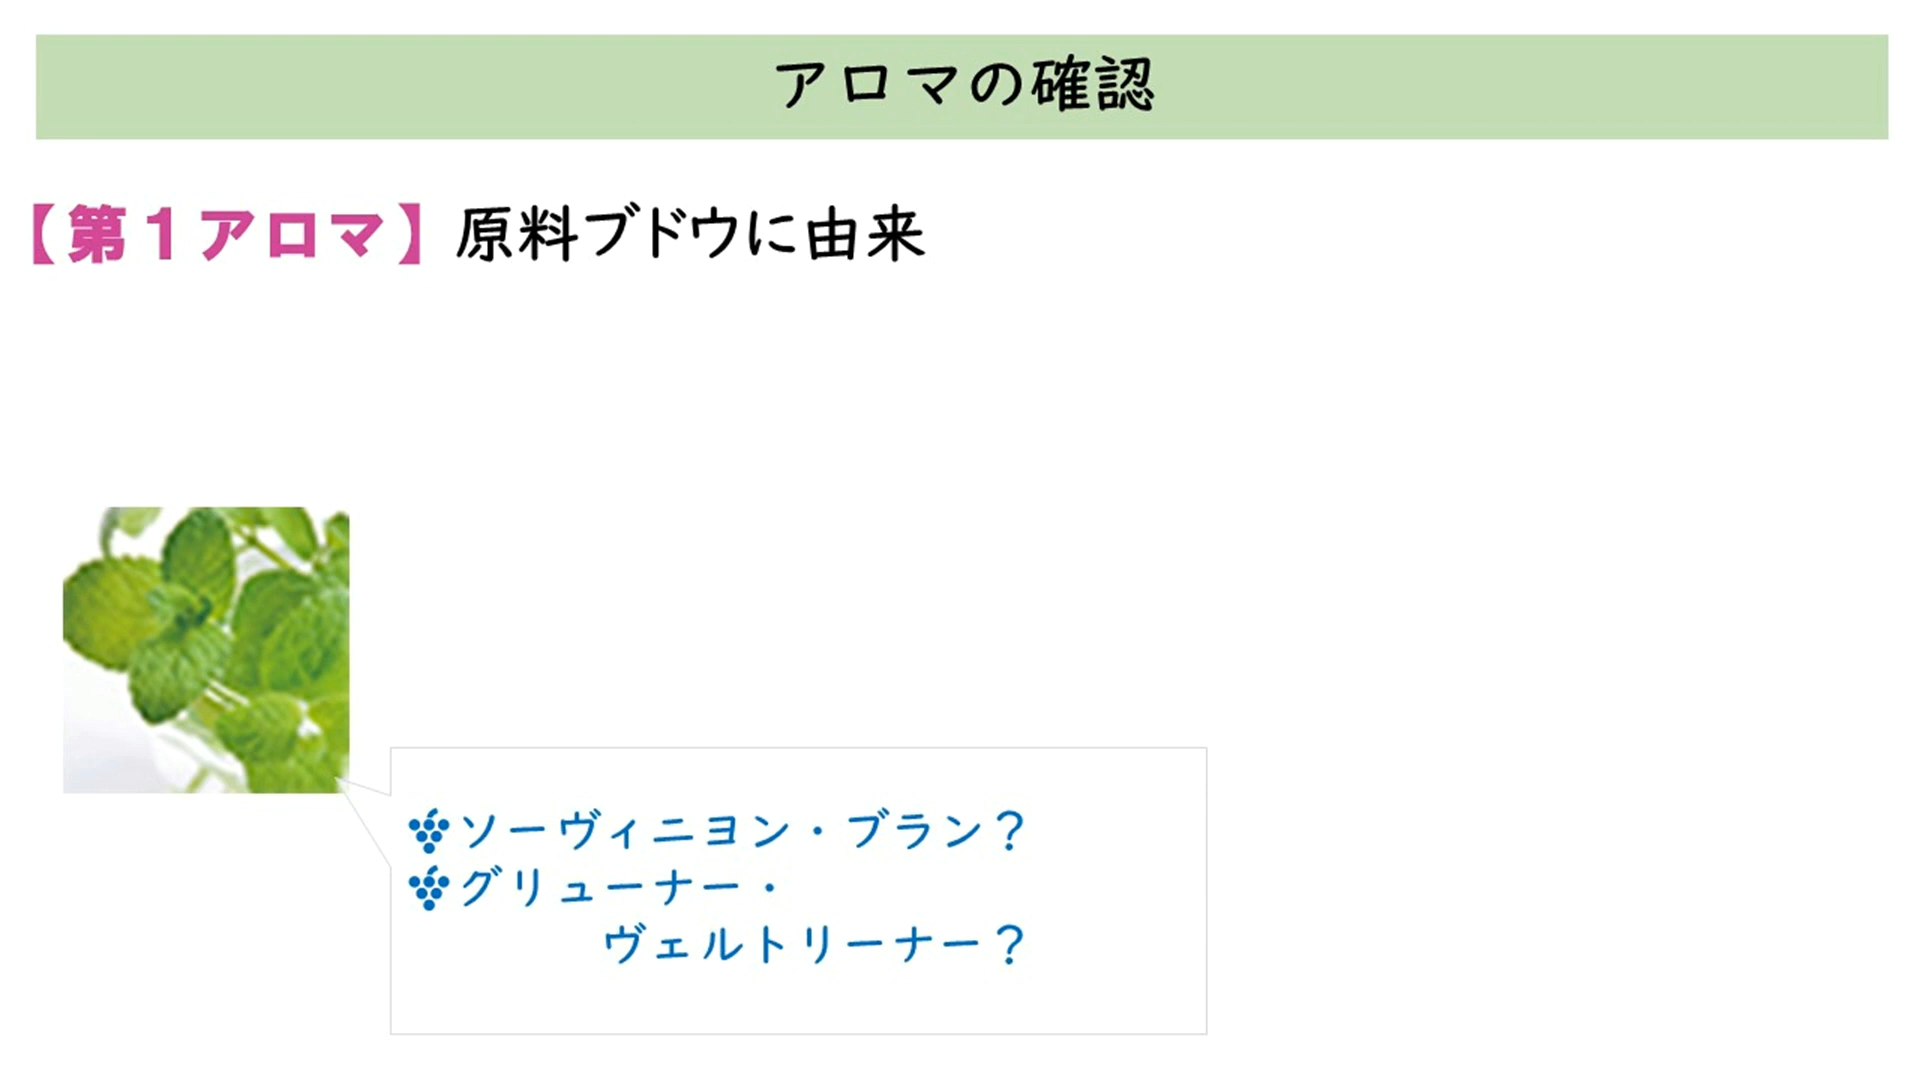 アロマの確認
【第1アロマ】原料ブドウに由来
ソーヴィニヨン・ブラン？
グリューナー・
ヴェルトリーナー？